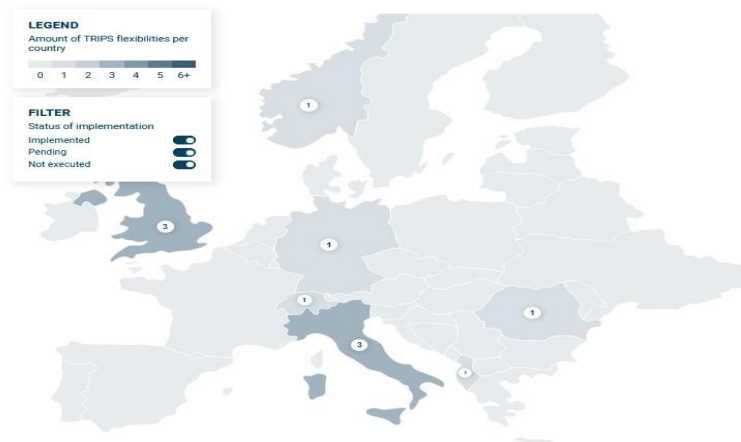 LEGEND
Amount of TRIPS flexibilities per
country
0 1 2 3 4 5 6+
FILTER
Status of implementation
Implemented
Pending
Not executed
1
3
1
1
3
1
1